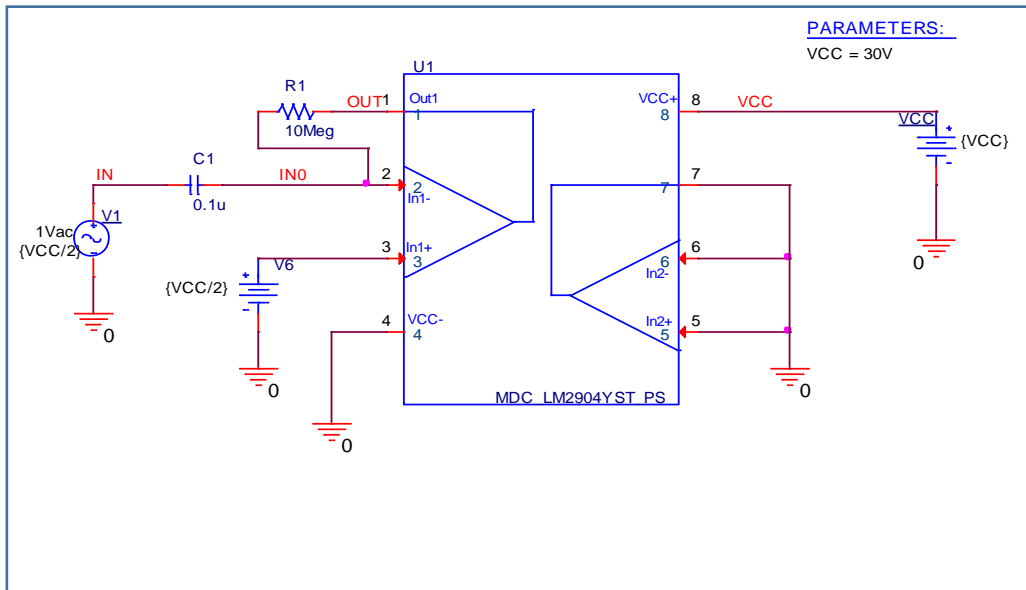 PARAMETERS:
VCC = 30V
U1
R1
10Meg
OUT
1
Out1
1
VCC+
8
8
VCC
VCC
{VCC}
0
IN
C1
0.1u
IN0
2
2
In1-
7
7
V1
1Vac
{VCC/2}
0
3
In1+
3
V6
{VCC/2}
0
6
6
In2-
In2+
5
5
0
4
VCC-
4
0
MDC_LM2904YST_PS